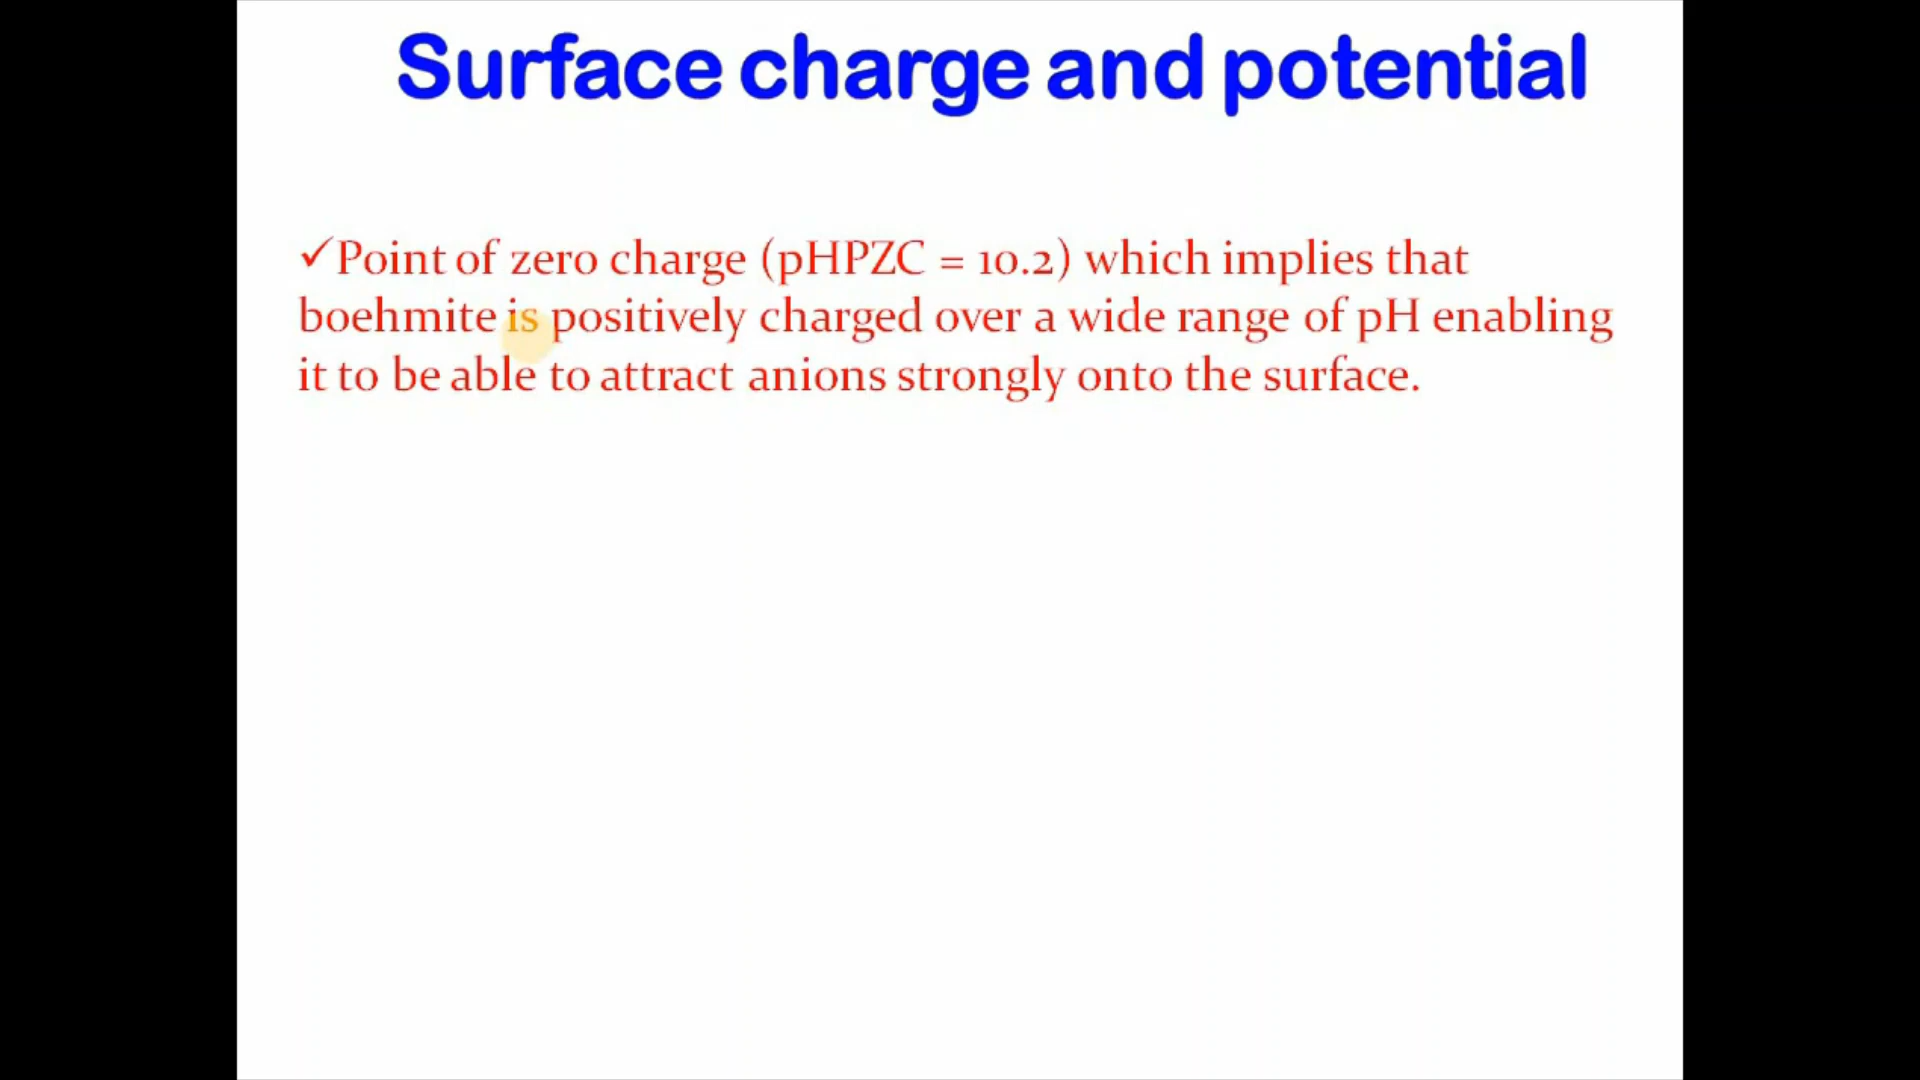 Surface charge and potential
✓Point of zero charge (pHPZC = 10.2) which implies that
boehmite is positively charged over a wide range of pH enabling
it to be able to attract anions strongly onto the surface.